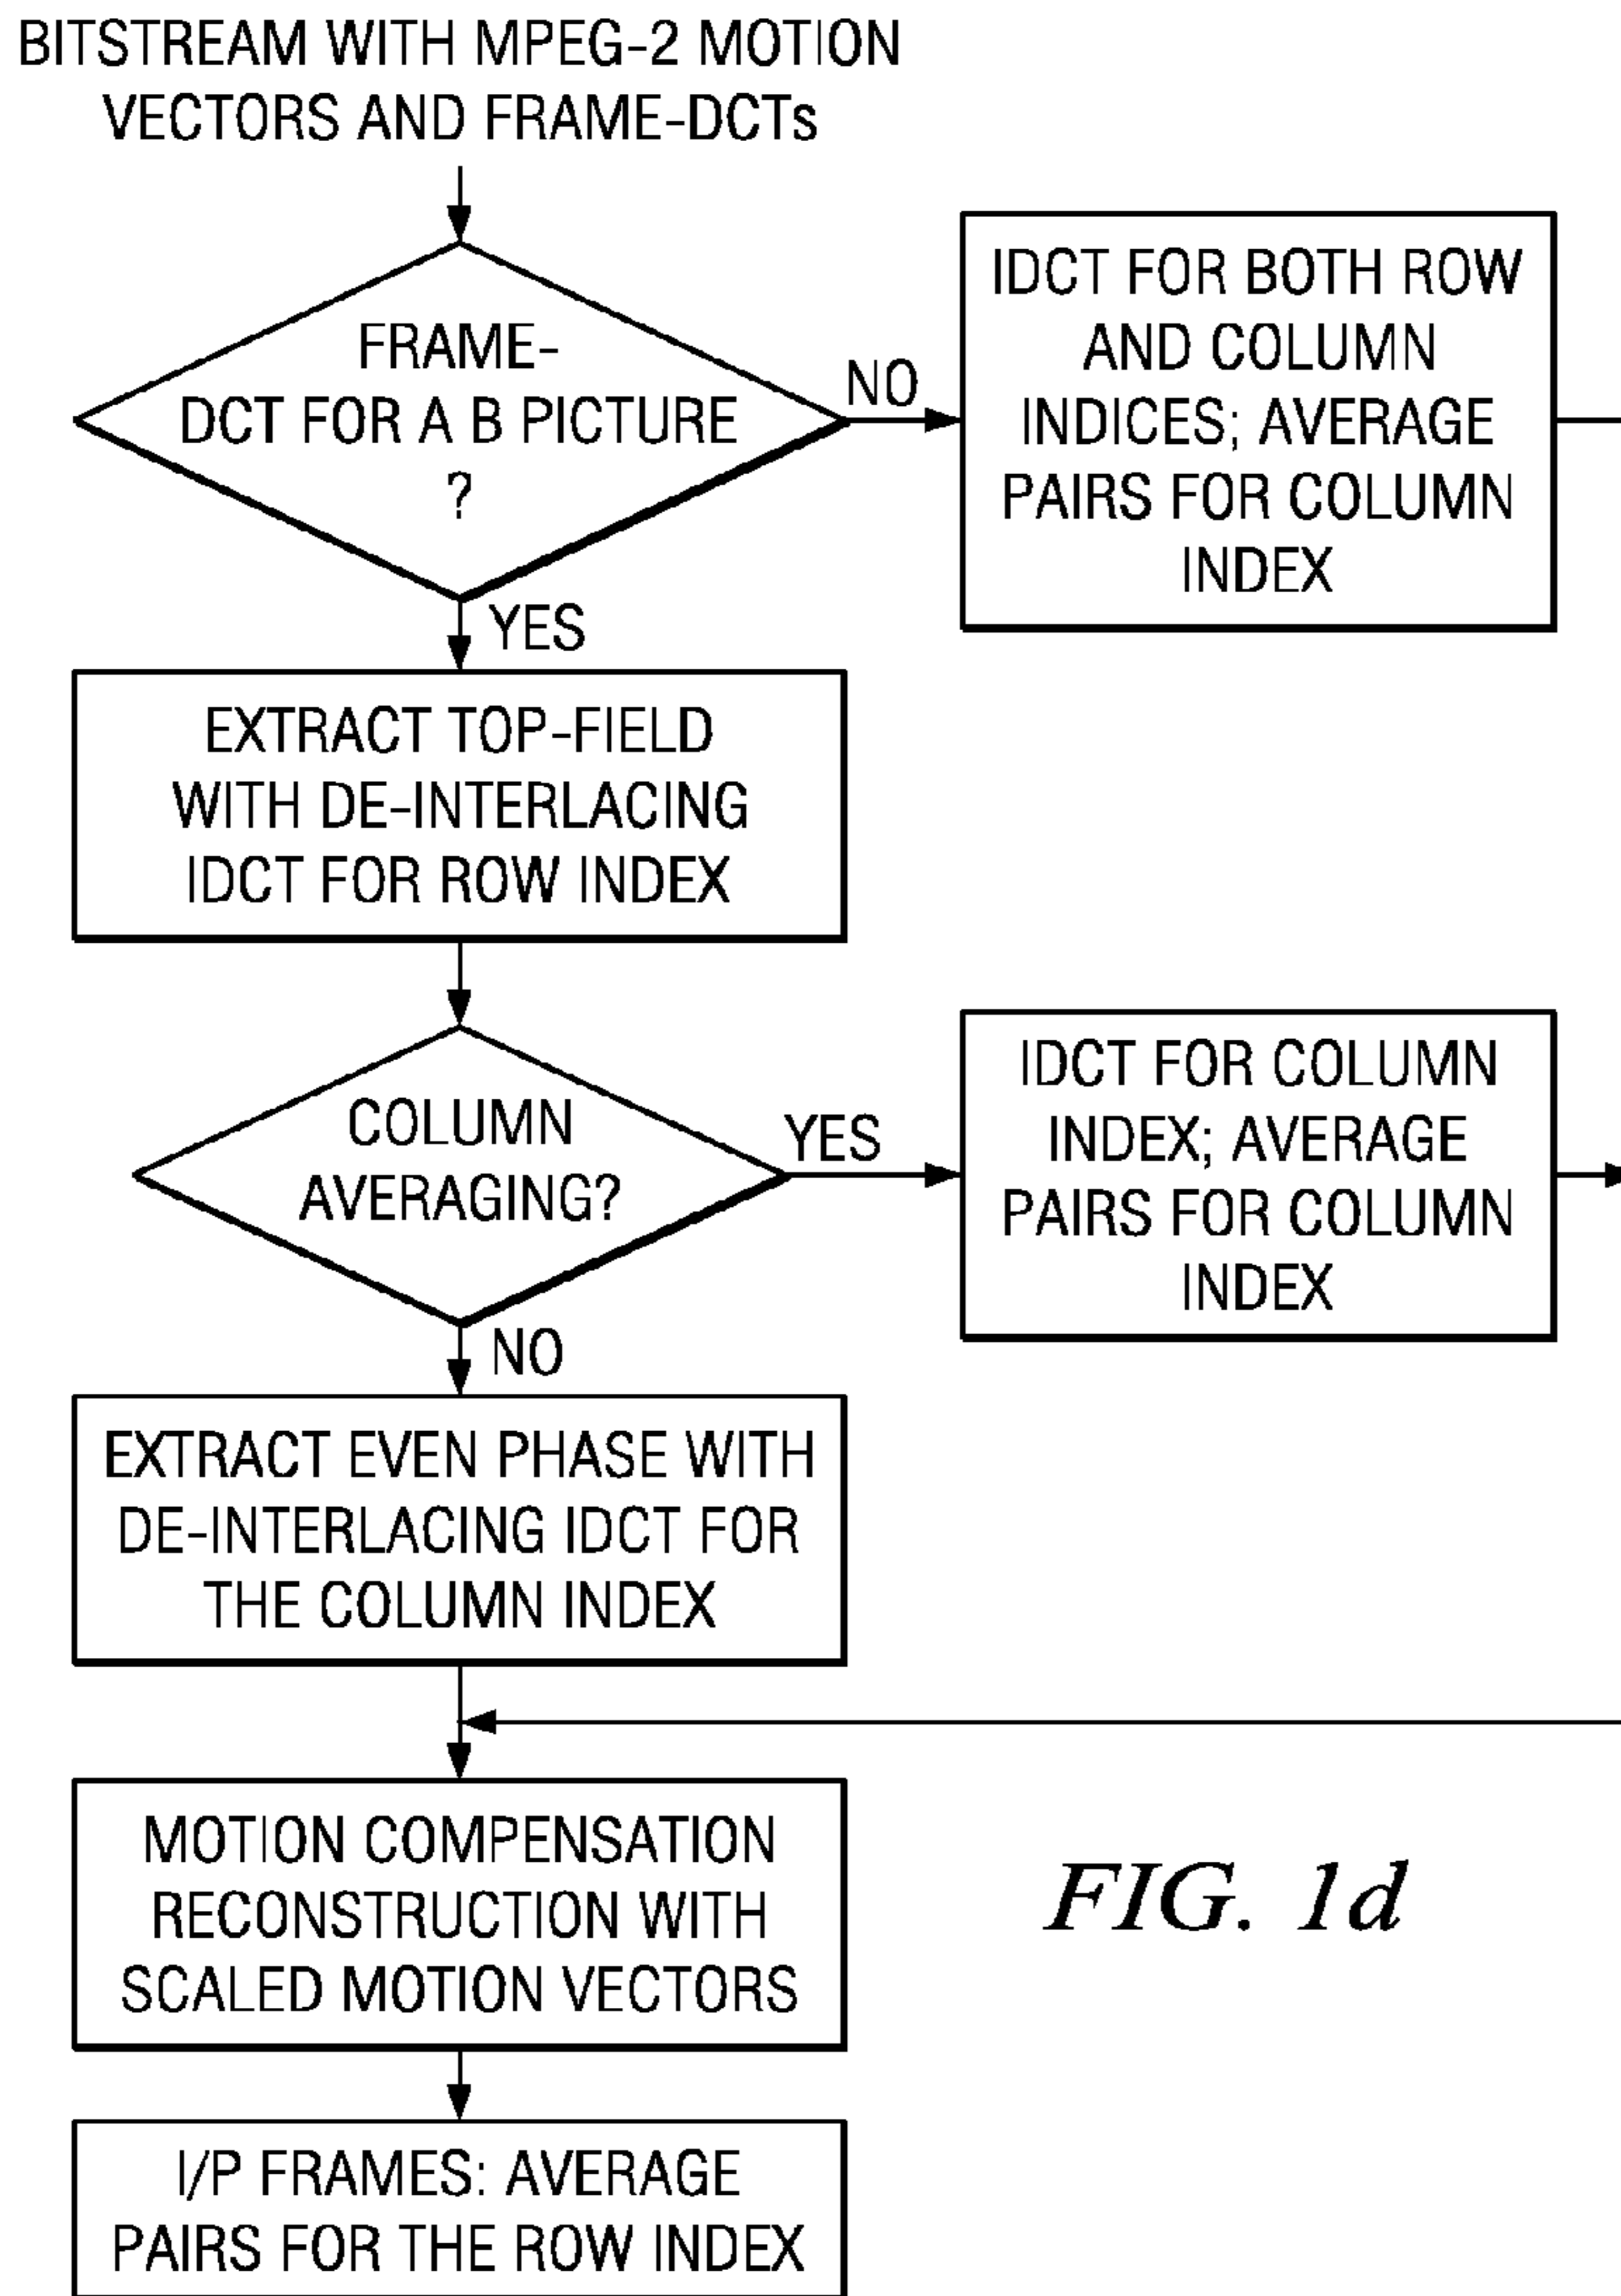 BITSTREAM WITH MPEG-2 MOTION
VECTORS AND FRAME-DCTs
FRAME-
DCT FOR A B PICTURE
?
NO
IDCT FOR BOTH ROW
AND COLUMN
INDICES; AVERAGE
PAIRS FOR COLUMN
INDEX
YES
EXTRACT TOP-FIELD
WITH DE-INTERLACING
IDCT FOR ROW INDEX
COLUMN
AVERAGING?
YES
IDCT FOR COLUMN
INDEX; AVERAGE
PAIRS FOR COLUMN
INDEX
NO
EXTRACT EVEN PHASE WITH
DE-INTERLACING IDCT FOR
THE COLUMN INDEX
MOTION COMPENSATION
RECONSTRUCTION WITH
SCALED MOTION VECTORS
FIG. 1d
I/P FRAMES: AVERAGE
PAIRS FOR THE ROW INDEX